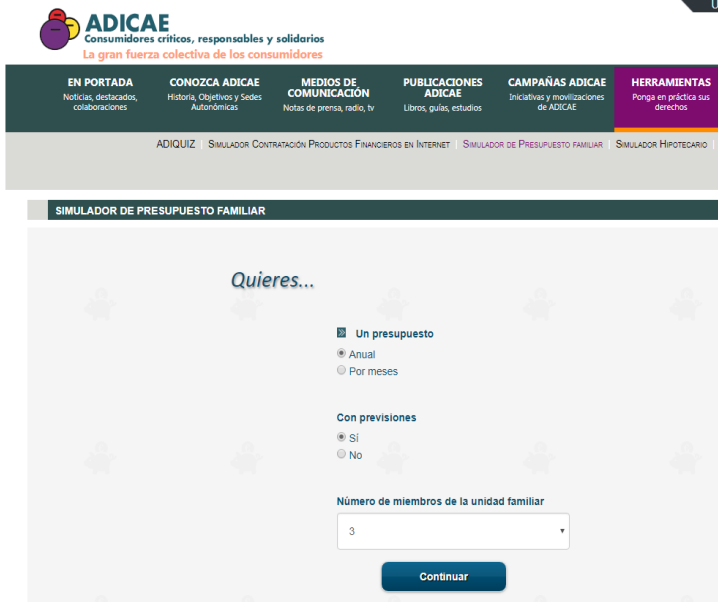 ADICAE
Consumidores críticos, responsables y solidarios
La gran fuerza colectiva de los consumidores
EN PORTADA
Noticias, destacados,
colaboraciones
CONOZCA ADICAE
Historia, Objetivos y Sedes
Autonómicas
MEDIOS DE
COMUNICACIÓN
Notas de prensa, radio, tv
PUBLICACIONES
ADICAE
Libros, guías, estudios
CAMPAÑAS ADICAE
Iniciativas y movilizaciones
de ADICAE
HERRAMIENTAS
Ponga en práctica sus
derechos
ADIQUIZ | Simulador Contratación Productos Financieros en Internet | Simulador de Presupuesto familiar | Simulador Hipotecario |
SIMULADOR DE PRESUPUESTO FAMILIAR
Quieres...
Un presupuesto
Anual
Por meses
Con previsiones
Sí
No
Número de miembros de la unidad familiar
3
Continuar